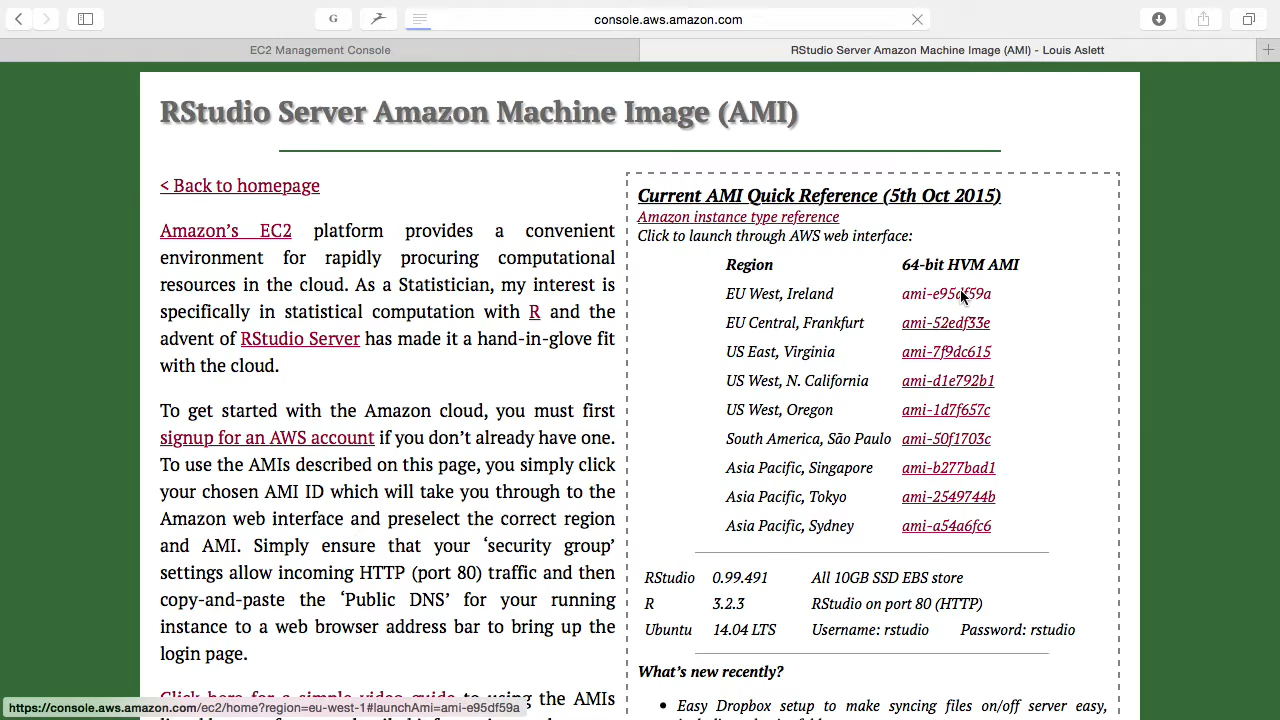 G
console.aws.amazon.com
EC2 Management Console
RStudio Server Amazon Machine Image (AMI) - Louis Aslett
RStudio Server Amazon Machine Image (AMI)
< Back to homepage
Amazon’s EC2 platform provides a convenient
environment for rapidly procuring computational
resources in the cloud. As a Statistician, my interest is
specifically in statistical computation with R and the
advent of RStudio Server has made it a hand-in-glove fit
with the cloud.
To get started with the Amazon cloud, you must first
signup for an AWS account if you don’t already have one.
To use the AMIs described on this page, you simply click
your chosen AMI ID which will take you through to the
Amazon web interface and preselect the correct region
and AMI. Simply ensure that your ‘security group’
settings allow incoming HTTP (port 80) traffic and then
copy-and-paste the ‘Public DNS’ for your running
instance to a web browser address bar to bring up the
login page.
Click here for a simple video guide to using the AMIs
Current AMI Quick Reference (5th Oct 2015)
Amazon instance type reference
Click to launch through AWS web interface:
Region 64-bit HVM AMI
EU West, Ireland ami-e95df59a
EU Central, Frankfurt ami-52edf33e
US East, Virginia ami-7f9dc615
US West, N. California ami-d1e792b1
US West, Oregon ami-1d7f657c
South America, São Paulo ami-50f1703c
Asia Pacific, Singapore ami-b277bad1
Asia Pacific, Tokyo ami-2549744b
Asia Pacific, Sydney ami-a54a6fc6
RStudio 0.99.491 All 10GB SSD EBS store
R 3.2.3 RStudio on port 80 (HTTP)
Ubuntu 14.04 LTS Username: rstudio Password: rstudio
What’s new recently?
• Easy Dropbox setup to make syncing files on/off server easy,
https://console.aws.amazon.com/ec2/home?region=eu-west-1#launchAmi=ami-e95df59a